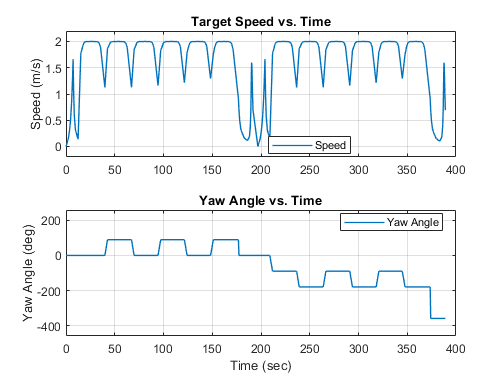 Target Speed vs. Time
2
1.5
1
0.5
0
Speed (m/s)
Speed
0 50 100 150 200 250 300 350 400
Yaw Angle vs. Time
200
0
-200
-400
Yaw Angle (deg)
Yaw Angle
0 50 100 150 200 250 300 350 400
Time (sec)